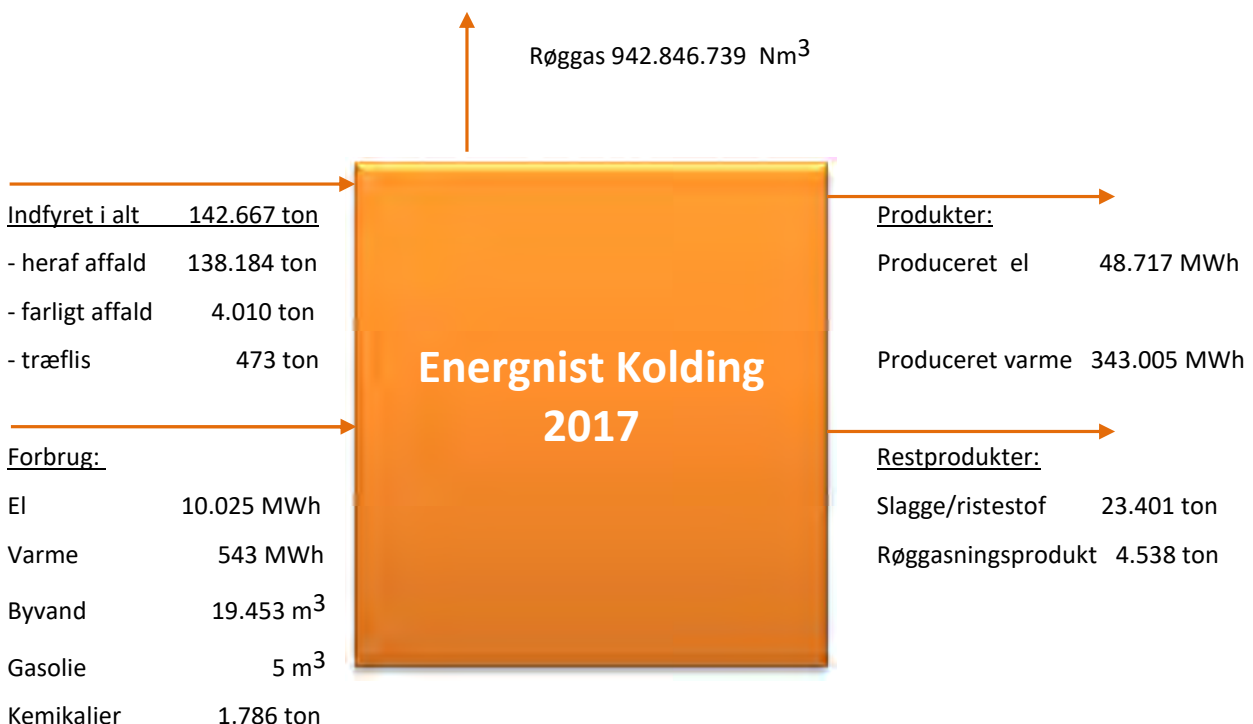 Røggas 942.846.739 Nm³
Indfyret i alt 142.667 ton
- heraf affald 138.184 ton
- farligt affald 4.010 ton
- træflis 473 ton
Forbrug:
El 10.025 MWh
Varme 543 MWh
Byvand 19.453 m³
Gasolie 5 m³
Kemikalier 1.786 ton
Energnist Kolding
2017
Produkter:
Produceret el 48.717 MWh
Produceret varme 343.005 MWh
Restprodukter:
Slagge/ristestof 23.401 ton
Røggasningsprodukt 4.538 ton